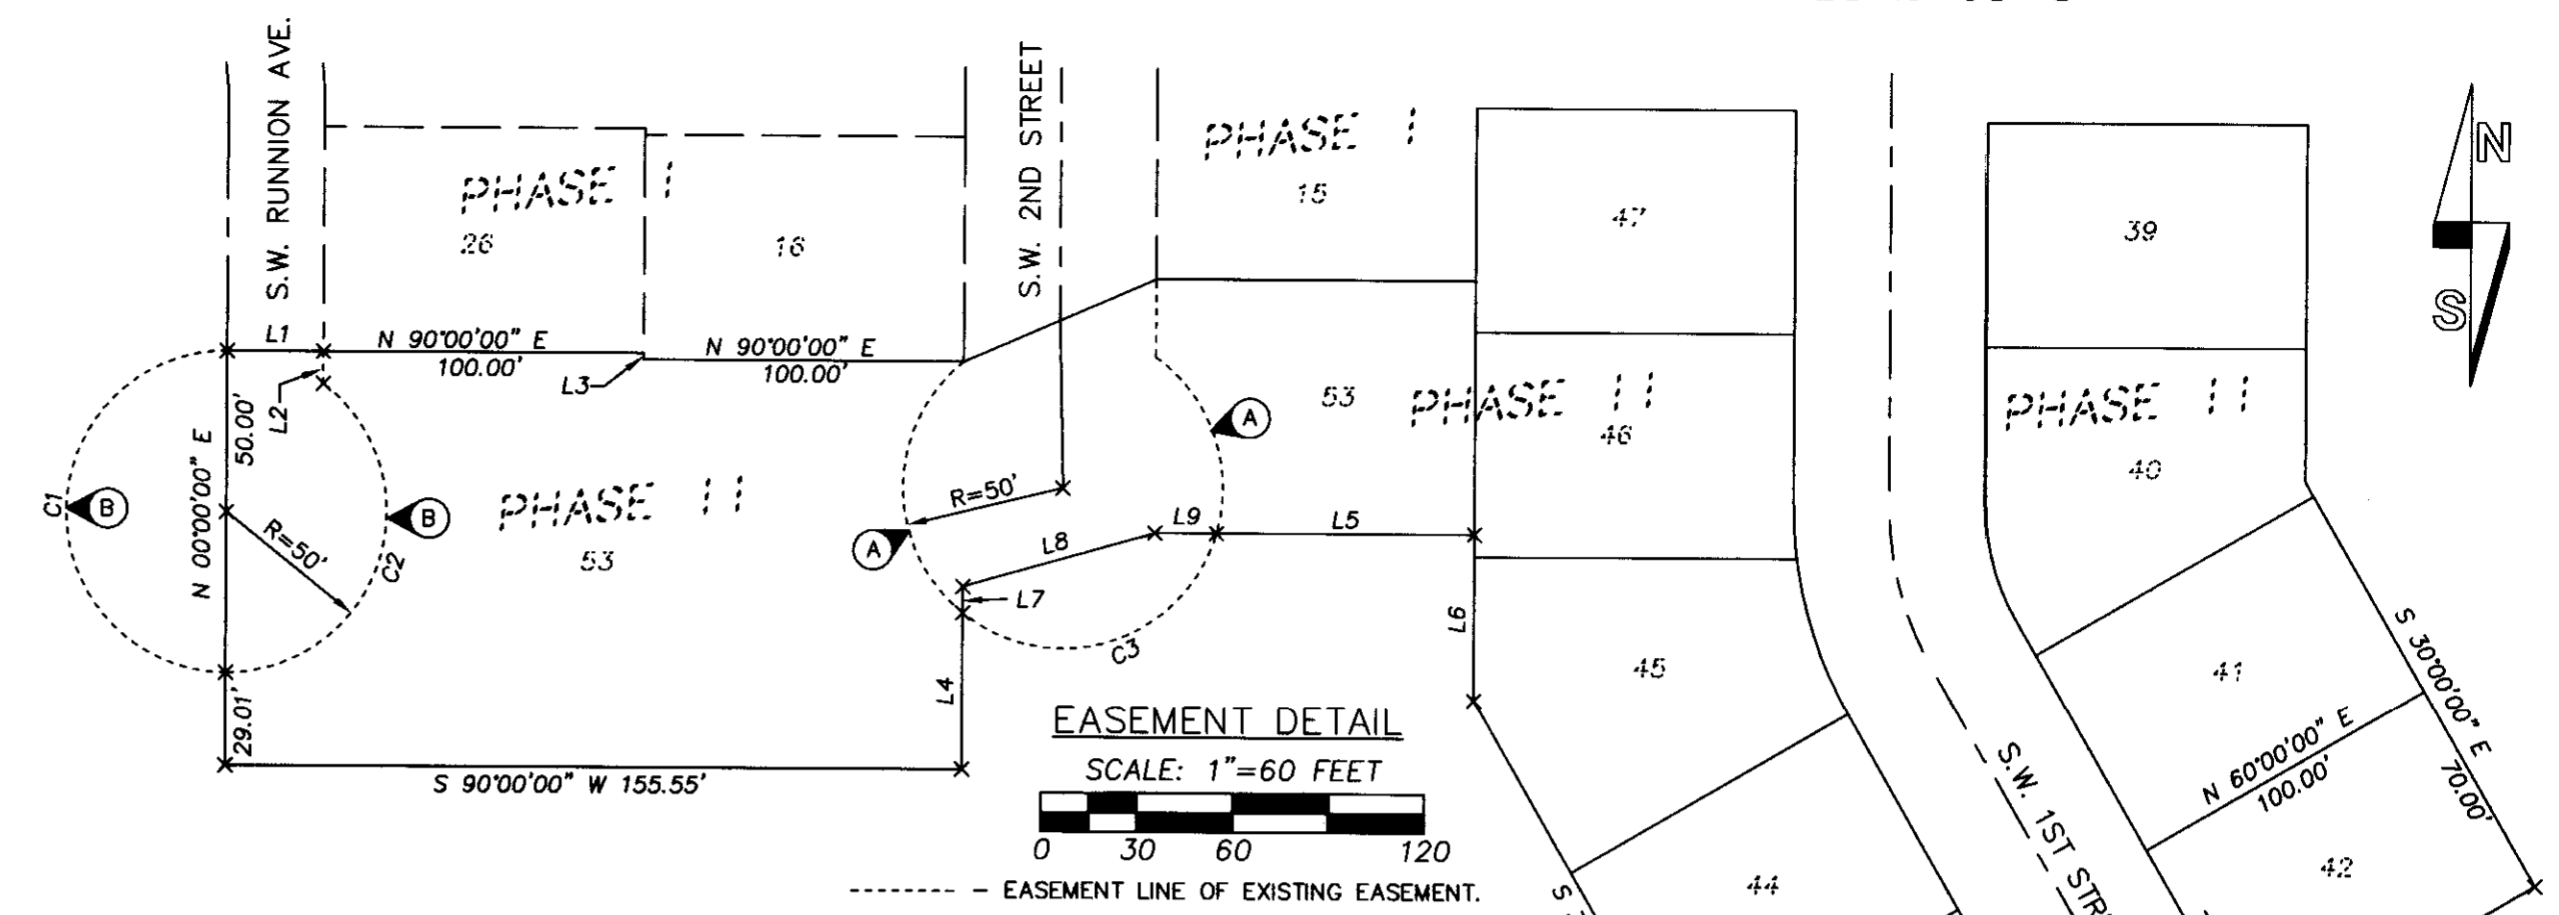 S.W. RUNNION AVE.
S.W. 2ND STREET
PHASE I
15
PHASE I
26
16
47
39
N
S
L1
N 90°00'00" E
100.00'
L3
N 90°00'00" E
100.00'
L2
N 00°00'00" E
50.00'
C1
B
R=50'
B
C2
PHASE II
53
A
R=50'
A
53
PHASE II
46
PHASE II
40
L9
L5
L8
L7
C3
L6
L4
29.01'
S 90°00'00" W 155.55'
45
41
S 30°00'00" E
70.00'
N 60°00'00" E
100.00'
S.W. 1ST STR
44
42
S
EASEMENT DETAIL
SCALE: 1"=60 FEET
0 30 60 120
- EASEMENT LINE OF EXISTING EASEMENT.